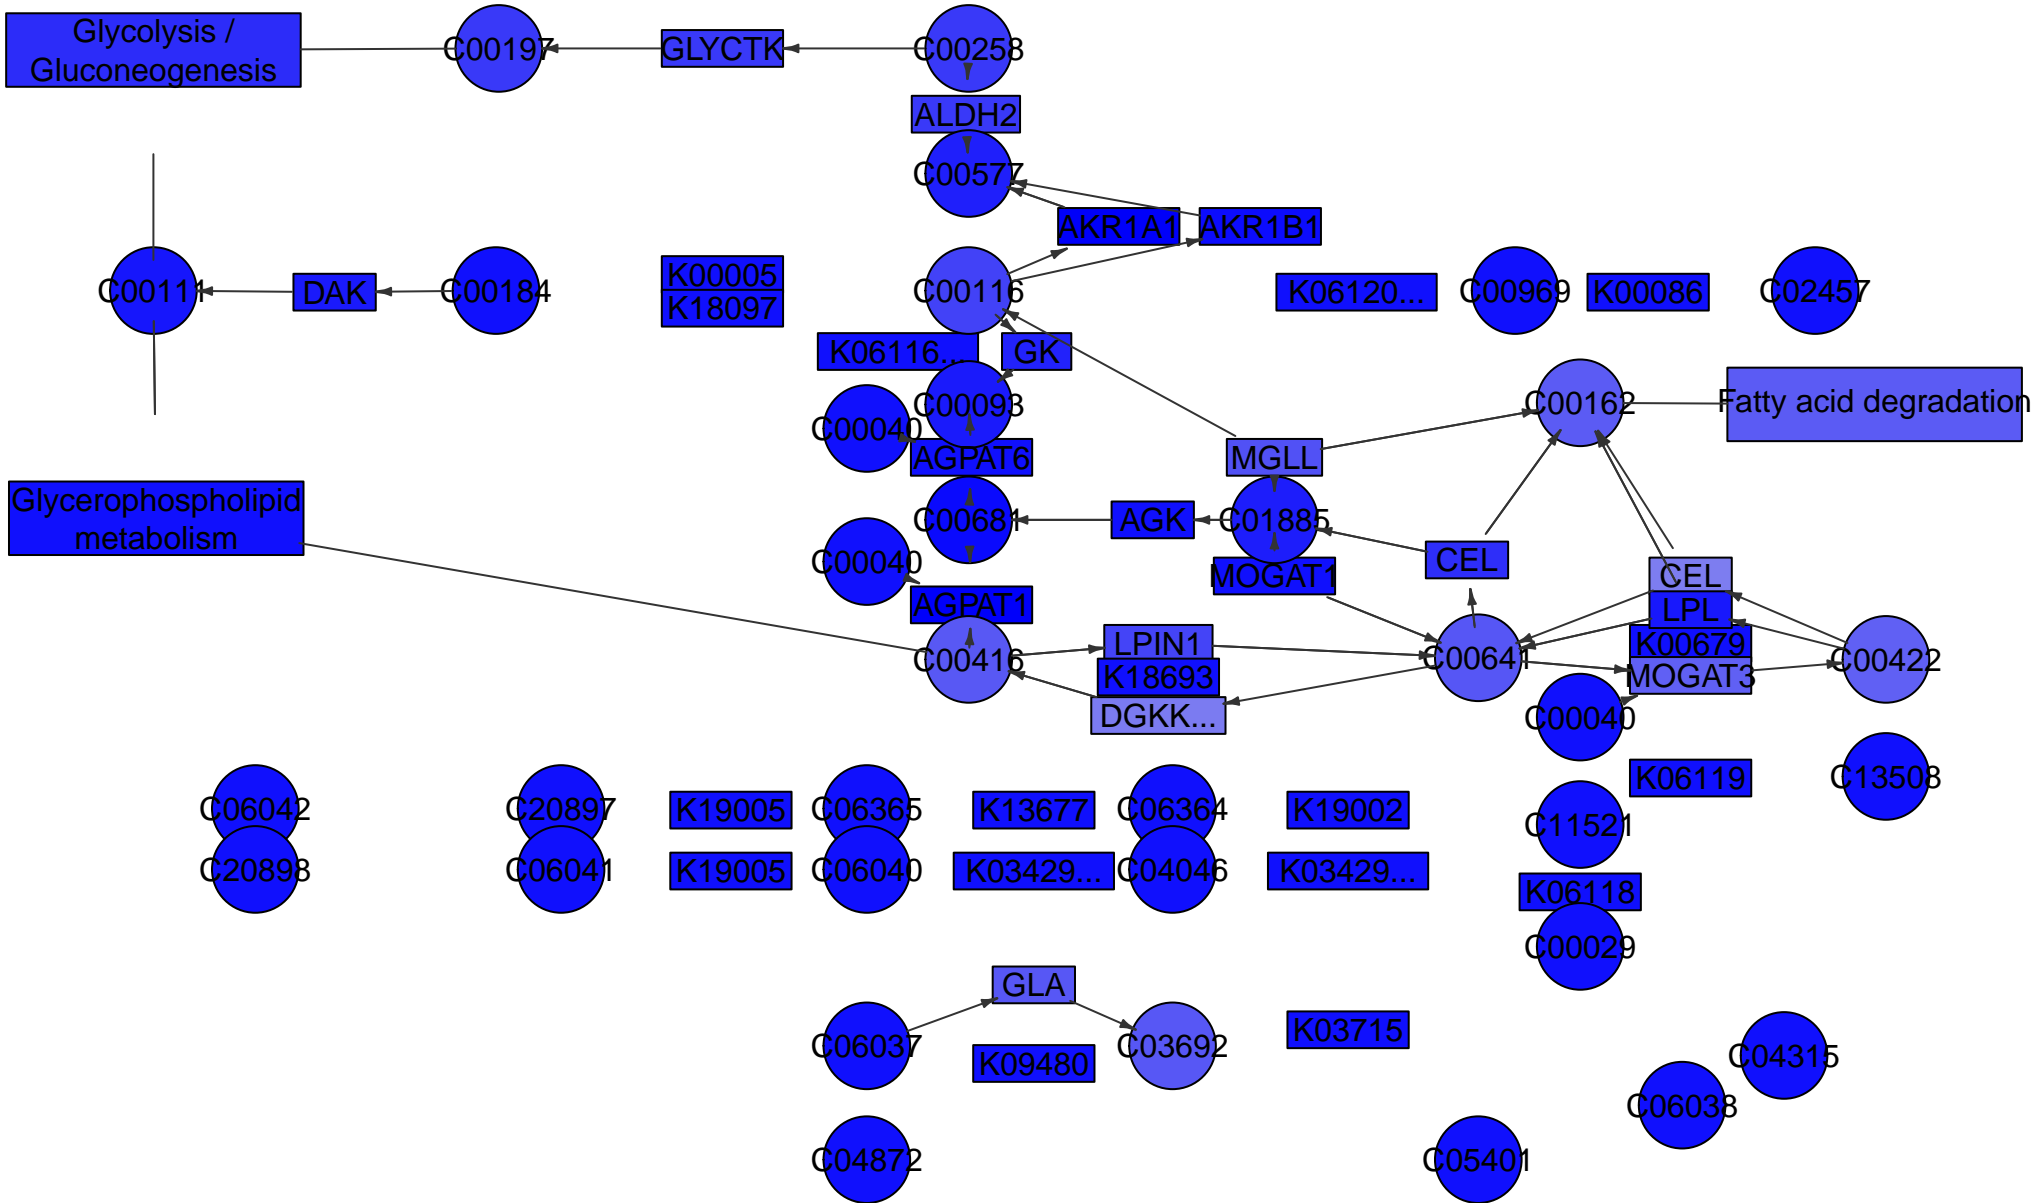 Glycolysis /
Gluconeogenesis
C00197
GLYCTK
C00258
ALDH2
C00577
AKR1A1
AKR1B1
C00111
DAK
C00184
K00005
K18097
C00116
K06120...
C00969
K00086
C02457
K06116...
GK
C00093
C00040
AGPAT6
MGLL
C00162
Fatty acid degradation
Glycerophospholipid
metabolism
C00681
AGK
C01885
C00040
MOGAT1
CEL
CEL
AGPAT1
LPL
C00416
LPIN1
K18693
DGKK...
C00641
K00679
MOGAT3
C00422
C00040
C06042
C20897
K19005
C06365
K13677
C06364
K19002
C11521
K06119
C13508
C20898
C06041
K19005
C06040
K03429...
C04046
K03429...
K06118
C00029
GLA
C06037
K09480
C03692
K03715
C04315
C06038
C04872
C05401